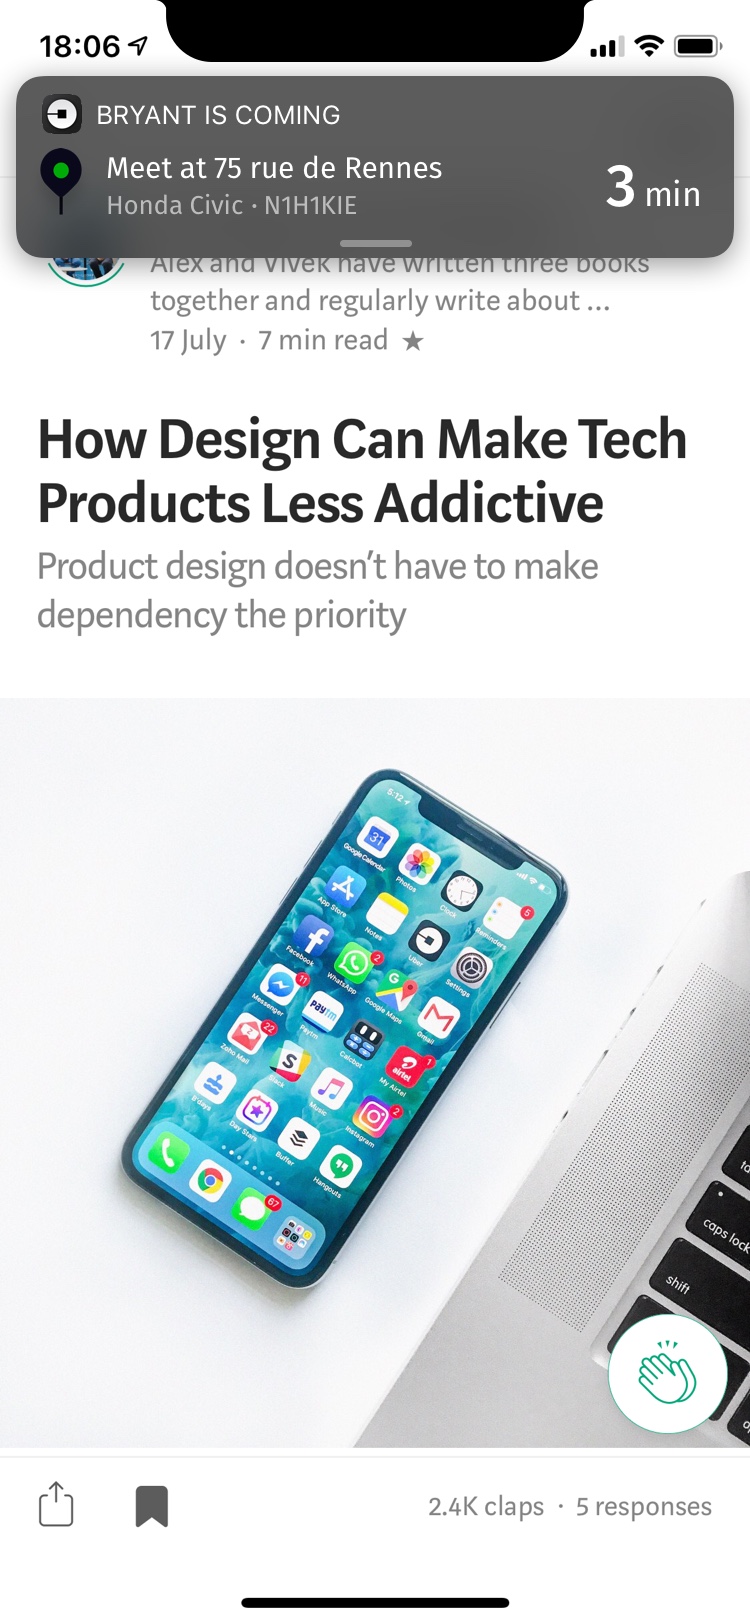 18:06
BRYANT IS COMING
Meet at 75 rue de Rennes
Honda Civic · N1H1KIE
3 min
Alex and Vivek have written three books
together and regularly write about ...
17 July · 7 min read ★
How Design Can Make Tech
Products Less Addictive
Product design doesn't have to make
dependency the priority
5:12
31
Google Calendar
Photos
Clock
5
Reminders
App Store
Notes
Uber
Settings
Facebook
2
WhatsApp
G
Google Maps
Gmail
11
Messenger
Paytm
Paytm
Calcbot
1
airtel
My Airtel
22
Zoho Mail
S
Slack
Music
2
Instagram
B'days
Day Stars
Buffer
Hangouts
67
caps lock
shift
2.4K claps · 5 responses